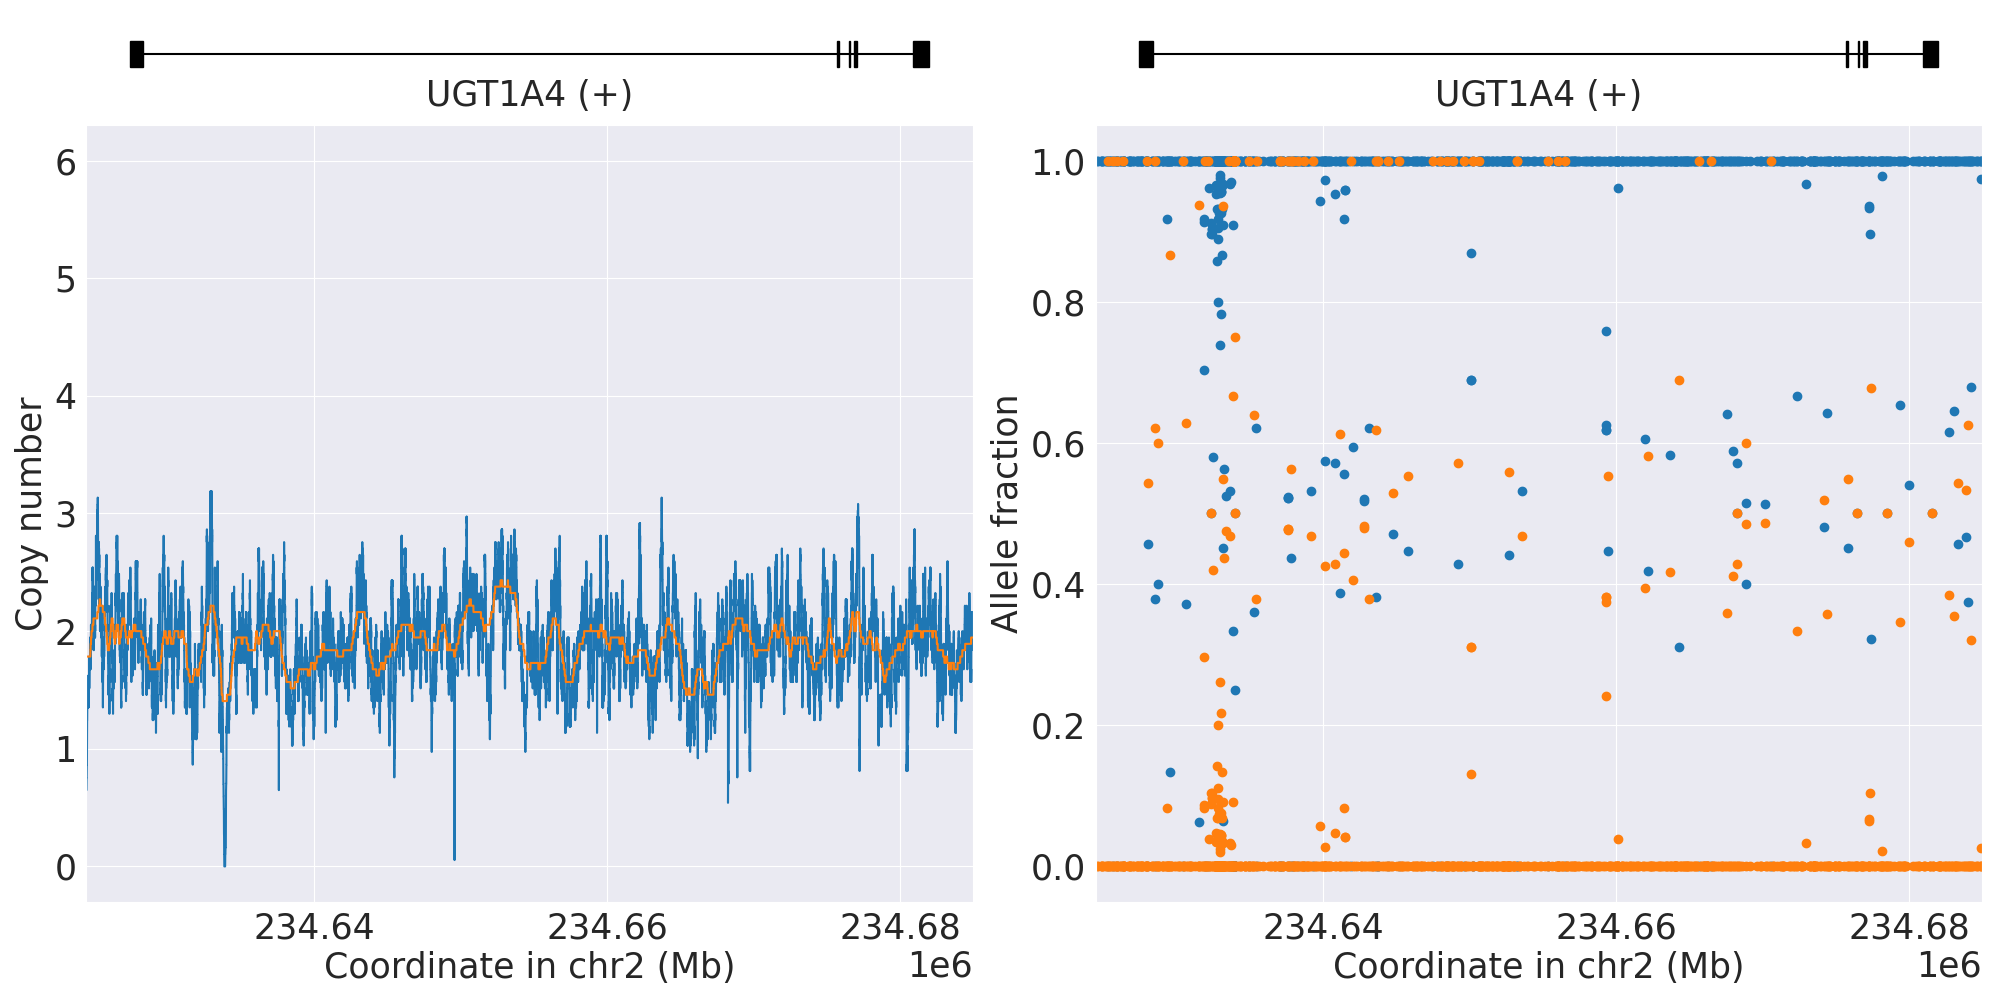 UGT1A4 (+)
6
5
4
3
2
1
0
Copy number
234.64
234.66
234.68
Coordinate in chr2 (Mb)
1e6
UGT1A4 (+)
1.0
0.8
0.6
0.4
0.2
0.0
Allele fraction
234.64
234.66
234.68
Coordinate in chr2 (Mb)
1e6